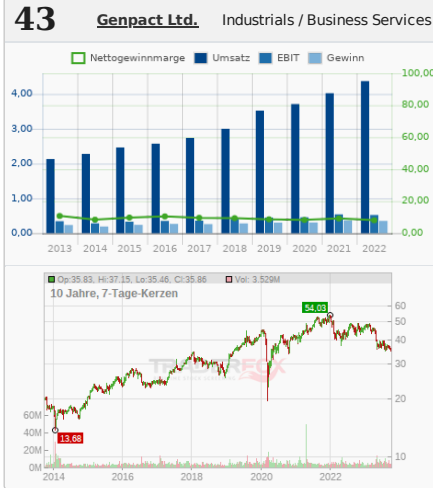 43 Genpact Ltd. Industrials / Business Services
Nettogewinnmarge Umsatz EBIT Gewinn
100,00
4,00
80,00
3,00
60,00
2,00
40,00
1,00
20,00
0,00 0,00
2013 2014 2015 2016 2017 2018 2019 2020 2021 2022
Op:35.83, Hi:37.15, Lo:35.46, Cl:35.86 Vol: 3.529M
10 Jahre, 7-Tage-Kerzen
54,03
60
50
40
30
TRADERFOX
20
60M
40M
13,68
20M
10
0M
2014 2016 2018 2020 2022